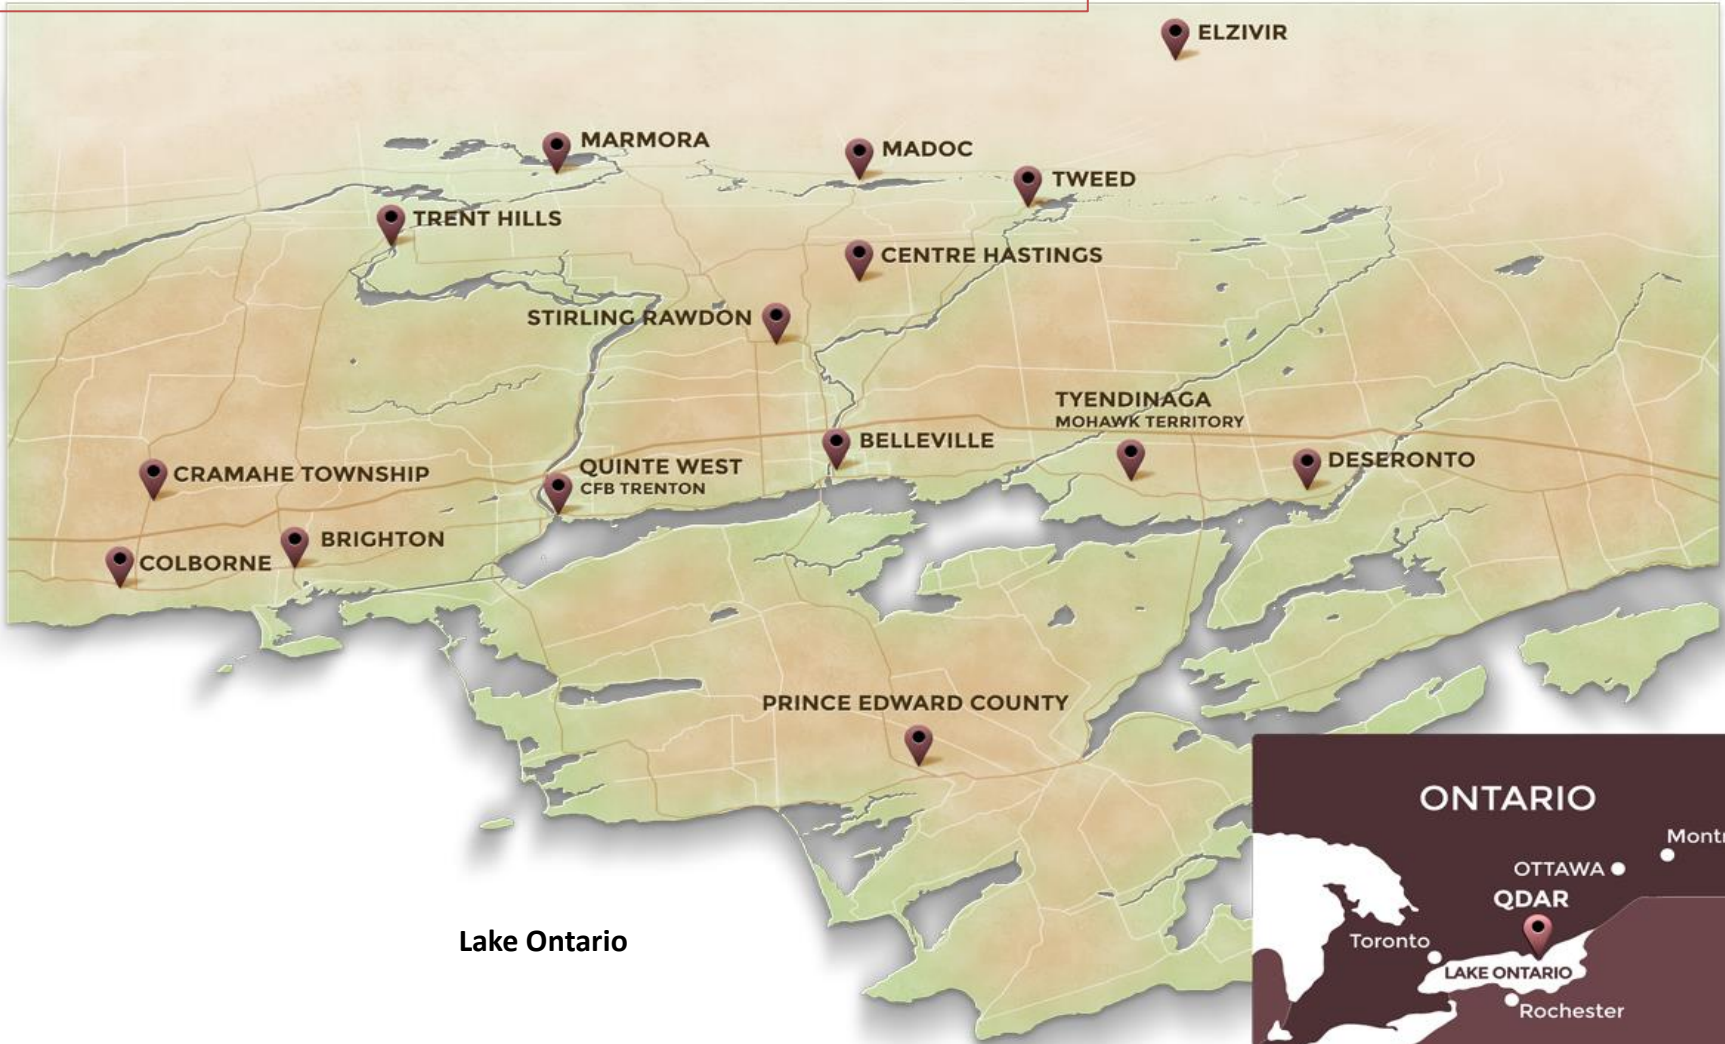 ELZIVIR
MARMORA
MADOC
TWEED
TRENT HILLS
CENTRE HASTINGS
STIRLING RAWDON
TYENDINAGA
MOHAWK TERRITORY
BELLEVILLE
DESERONTO
QUINTE WEST
CFB TRENTON
CRAMAHE TOWNSHIP
BRIGHTON
COLBORNE
PRINCE EDWARD COUNTY
Lake Ontario
ONTARIO
Montr
OTTAWA
QDAR
Toronto
LAKE ONTARIO
Rochester